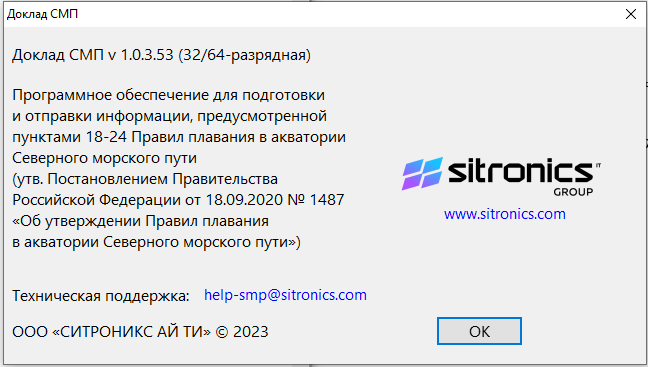 Доклад СМП
Доклад СМП v 1.0.3.53 (32/64-разрядная)
Программное обеспечение для подготовки
и отправки информации, предусмотренной
пунктами 18-24 Правил плавания в акватории
Северного морского пути
(утв. Постановлением Правительства
Российской Федерации от 18.09.2020 № 1487
«Об утверждении Правил плавания
в акватории Северного морского пути»)
sitronics IT
GROUP
www.sitronics.com
Техническая поддержка: help-smp@sitronics.com
ООО «СИТРОНИКС АЙ ТИ» © 2023
OK